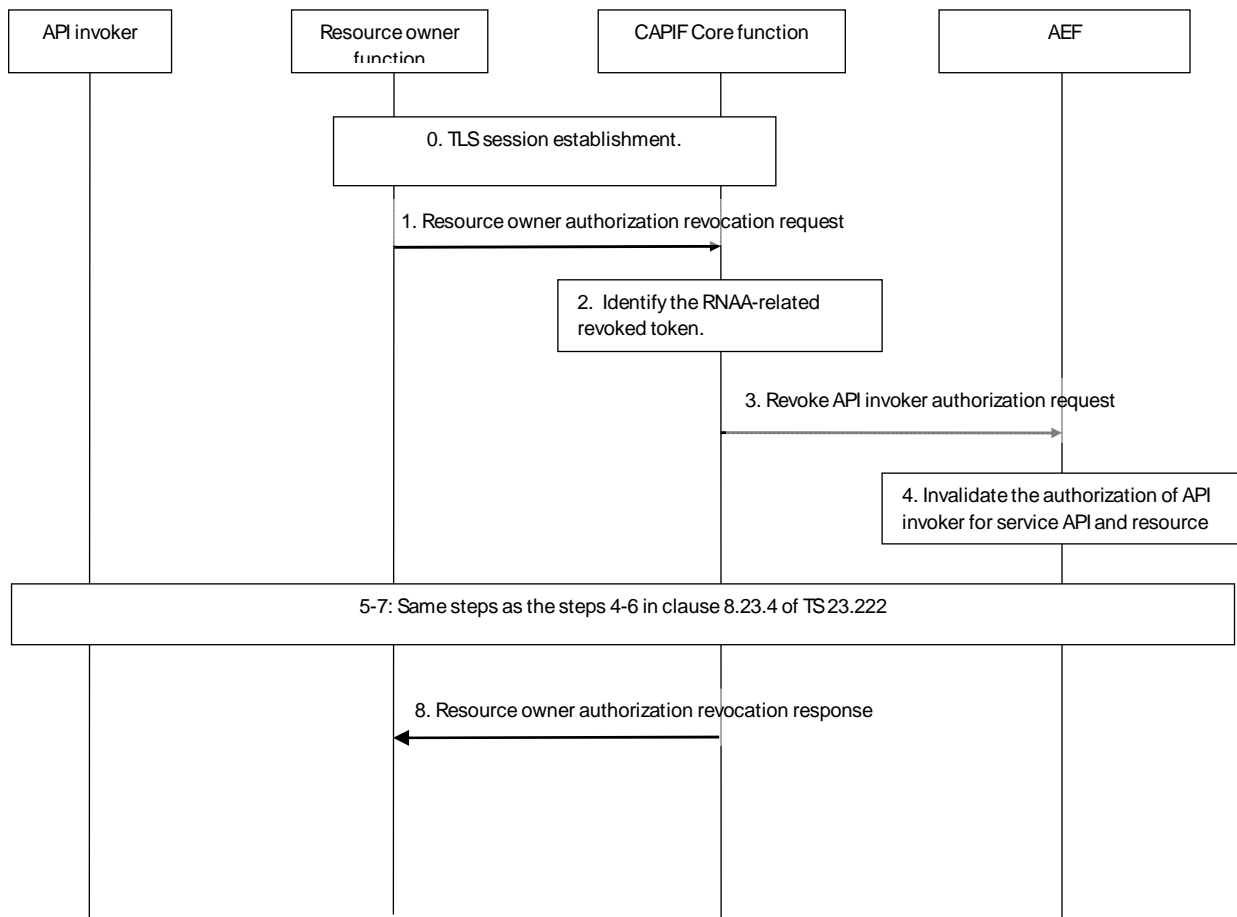 API invoker
Resource owner
function
CAPIF Core function
AEF
0. TLS session establishment.
1. Resource owner authorization revocation request
2. Identify the RNAA-related
revoked token.
3. Revoke API invoker authorization request
4. Invalidate the authorization of API
invoker for service API and resource
5-7: Same steps as the steps 4-6 in clause 8.23.4 of TS 23.222
8. Resource owner authorization revocation response